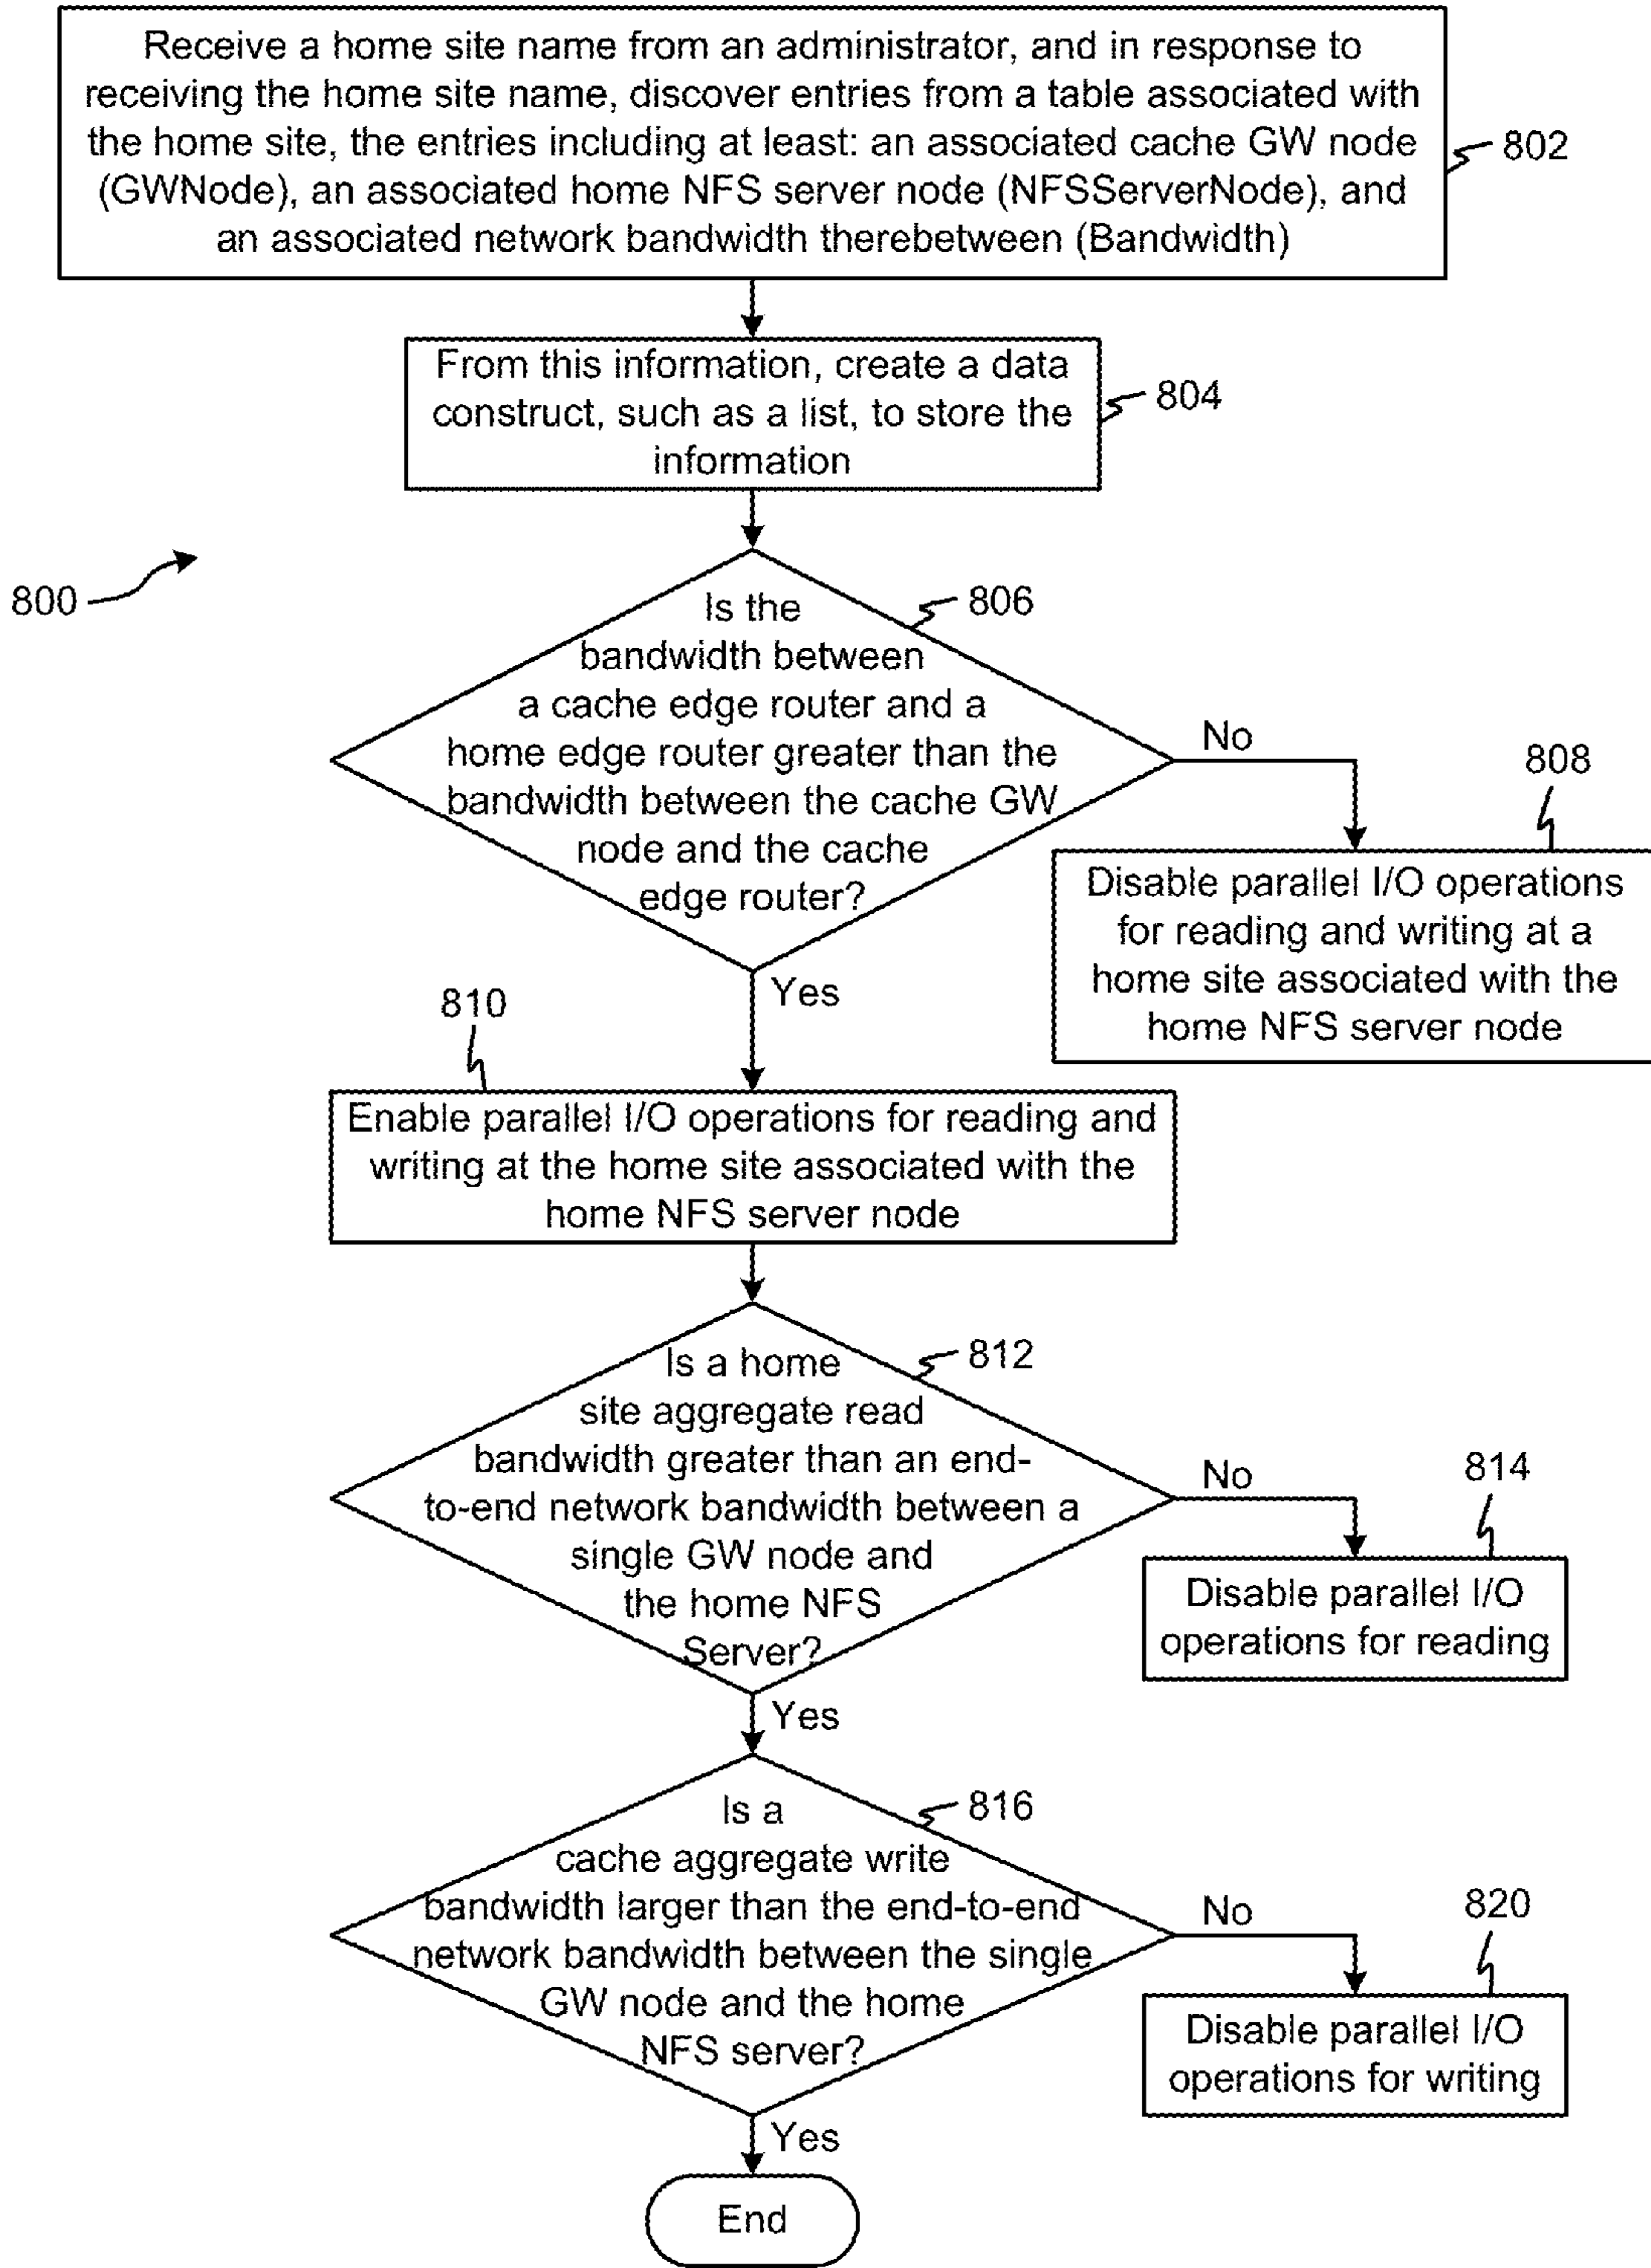 Receive a home site name from an administrator, and in response to
receiving the home site name, discover entries from a table associated with
the home site, the entries including at least: an associated cache GW node
(GWNode), an associated home NFS server node (NFSServerNode), and
an associated network bandwidth therebetween (Bandwidth)
802
From this information, create a data
construct, such as a list, to store the
information
804
800
Is the
bandwidth between
a cache edge router and a
home edge router greater than the
bandwidth between the cache GW
node and the cache
edge router?
806
No
808
Disable parallel I/O operations
for reading and writing at a
home site associated with the
home NFS server node
Yes
810
Enable parallel I/O operations for reading and
writing at the home site associated with the
home NFS server node
Is a home
site aggregate read
bandwidth greater than an end-
to-end network bandwidth between a
single GW node and
the home NFS
Server?
812
No
814
Disable parallel I/O
operations for reading
Yes
Is a
cache aggregate write
bandwidth larger than the end-to-end
network bandwidth between the single
GW node and the home
NFS server?
816
No
820
Disable parallel I/O
operations for writing
Yes
End